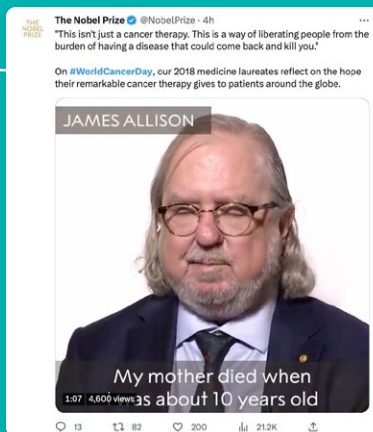 THE
NOBEL
PRIZE
The Nobel Prize @NobelPrize · 4h
"This isn't just a cancer therapy. This is a way of liberating people from the
burden of having a disease that could come back and kill you."
On #WorldCancerDay, our 2018 medicine laureates reflect on the hope
their remarkable cancer therapy gives to patients around the globe.
JAMES ALLISON
My mother died when
1:07 4,600 views as about 10 years old
13 82 200 21.2K